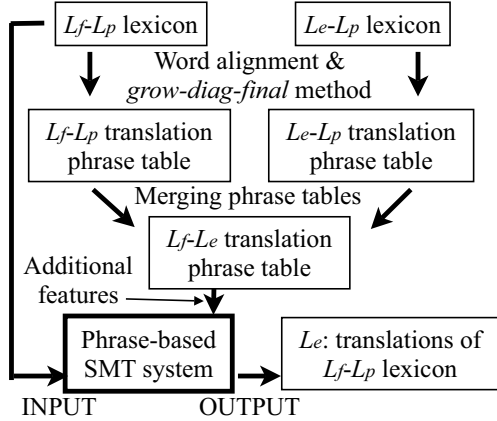 Lf-Lp lexicon
Le-Lp lexicon
Word alignment &
grow-diag-final method
Lf-Lp translation
phrase table
Le-Lp translation
phrase table
Merging phrase tables
Lf-Le translation
phrase table
Additional
features
Phrase-based
SMT system
Le: translations of
Lf-Lp lexicon
INPUT
OUTPUT